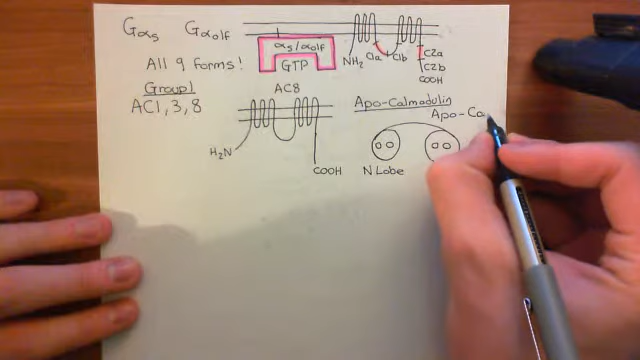 Gαs Gαolf
αs/αolf
GTP
NH2 C1a C1b C2a
C2b
COOH
All 9 forms!
Group 1
AC1, 3, 8
AC8
H2N
COOH
Apo-Calmodulin
Apo-Ca
N Lobe